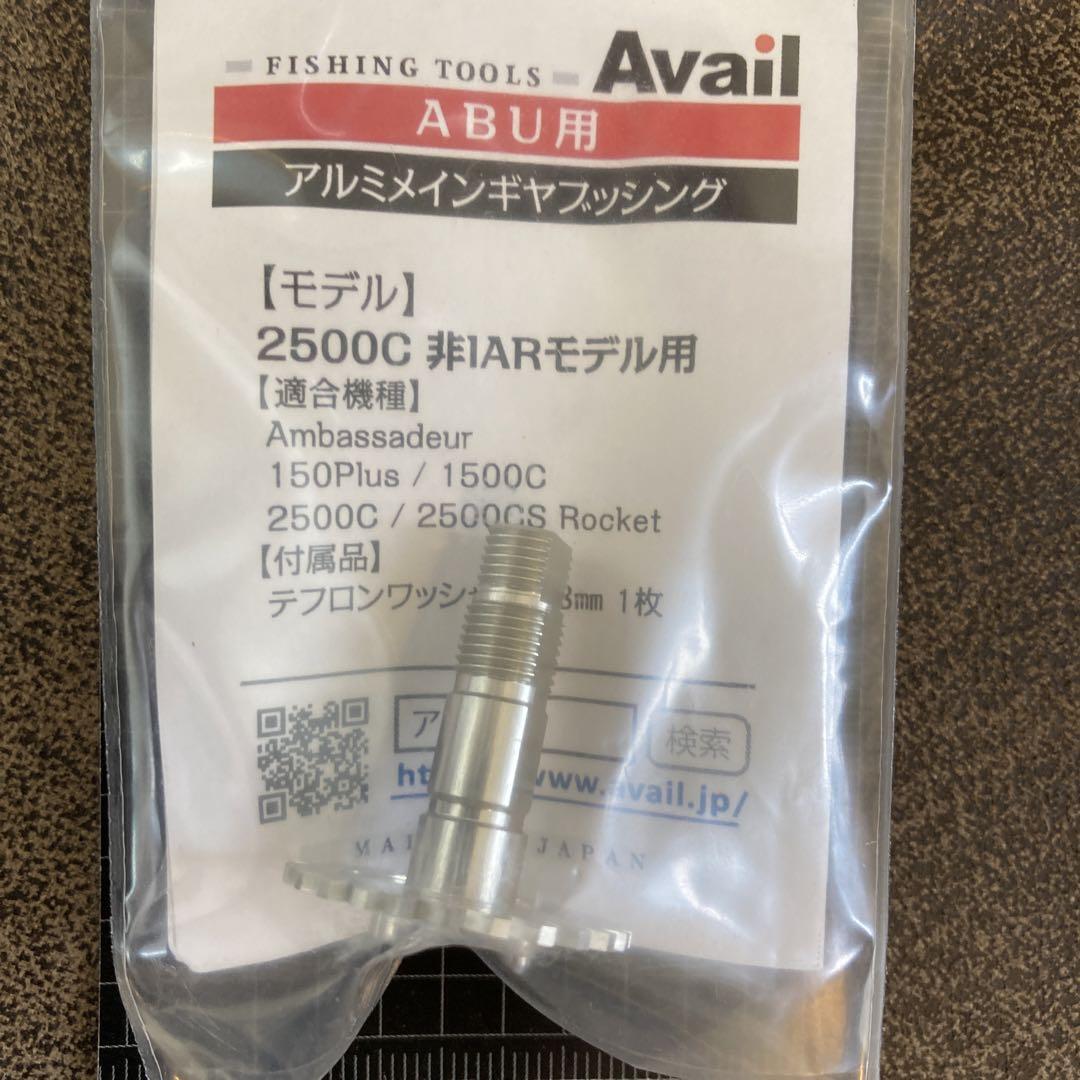 FISHING TOOLS Avail
ABU用
アルミメインギヤブッシング
【モデル】
2500C 非IARモデル用
【適合機種】
Ambassadeur
150Plus / 1500C
2500C / 2500CS Rocket
【付属品】
テフロンワッシ 3mm 1枚
ア 検索
ht www.avail.jp/
JAPAN